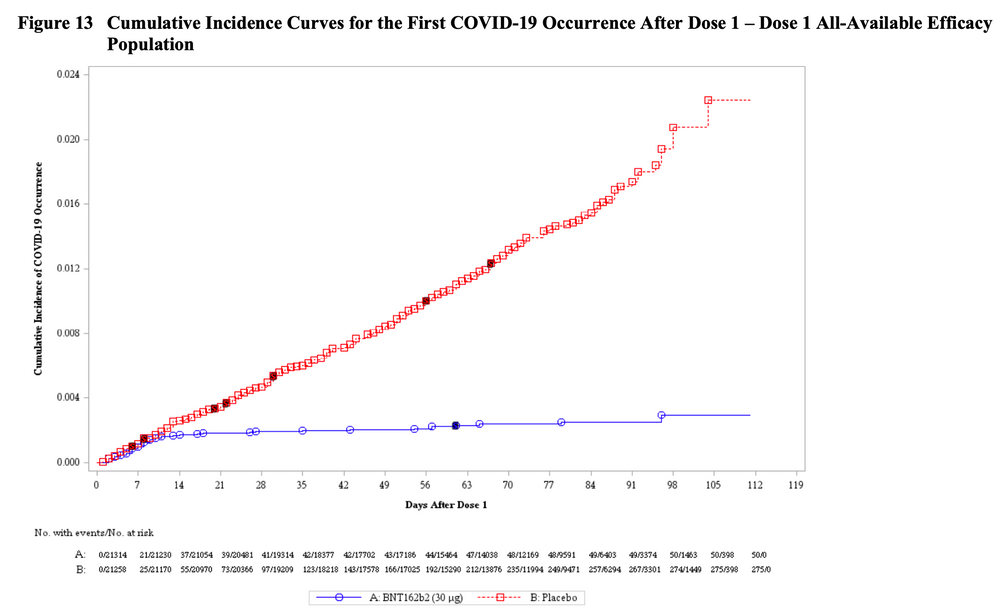 Figure 13 Cumulative Incidence Curves for the First COVID-19 Occurrence After Dose 1 – Dose 1 All-Available Efficacy
Population
0.024
0.020
0.016
0.012
0.008
0.004
0.000
Cumulative Incidence of COVID-19 Occurrence
0 7 14 21 28 35 42 49 56 63 70 77 84 91 98 105 112 119
Days After Dose 1
No. with events/No. at risk
A: 0/21314 21/21230 37/21054 39/20481 41/19314 42/18377 42/17702 43/17186 44/15464 47/14038 48/12169 48/9591 49/6403 49/3374 50/1463 50/398 50/0
B: 0/21258 25/21170 55/20970 73/20366 97/19209 123/18218 143/17578 166/17025 192/15290 212/13876 235/11994 249/9471 257/6294 267/3301 274/1449 275/398 275/0
A: BNT162b2 (30 μg) B: Placebo